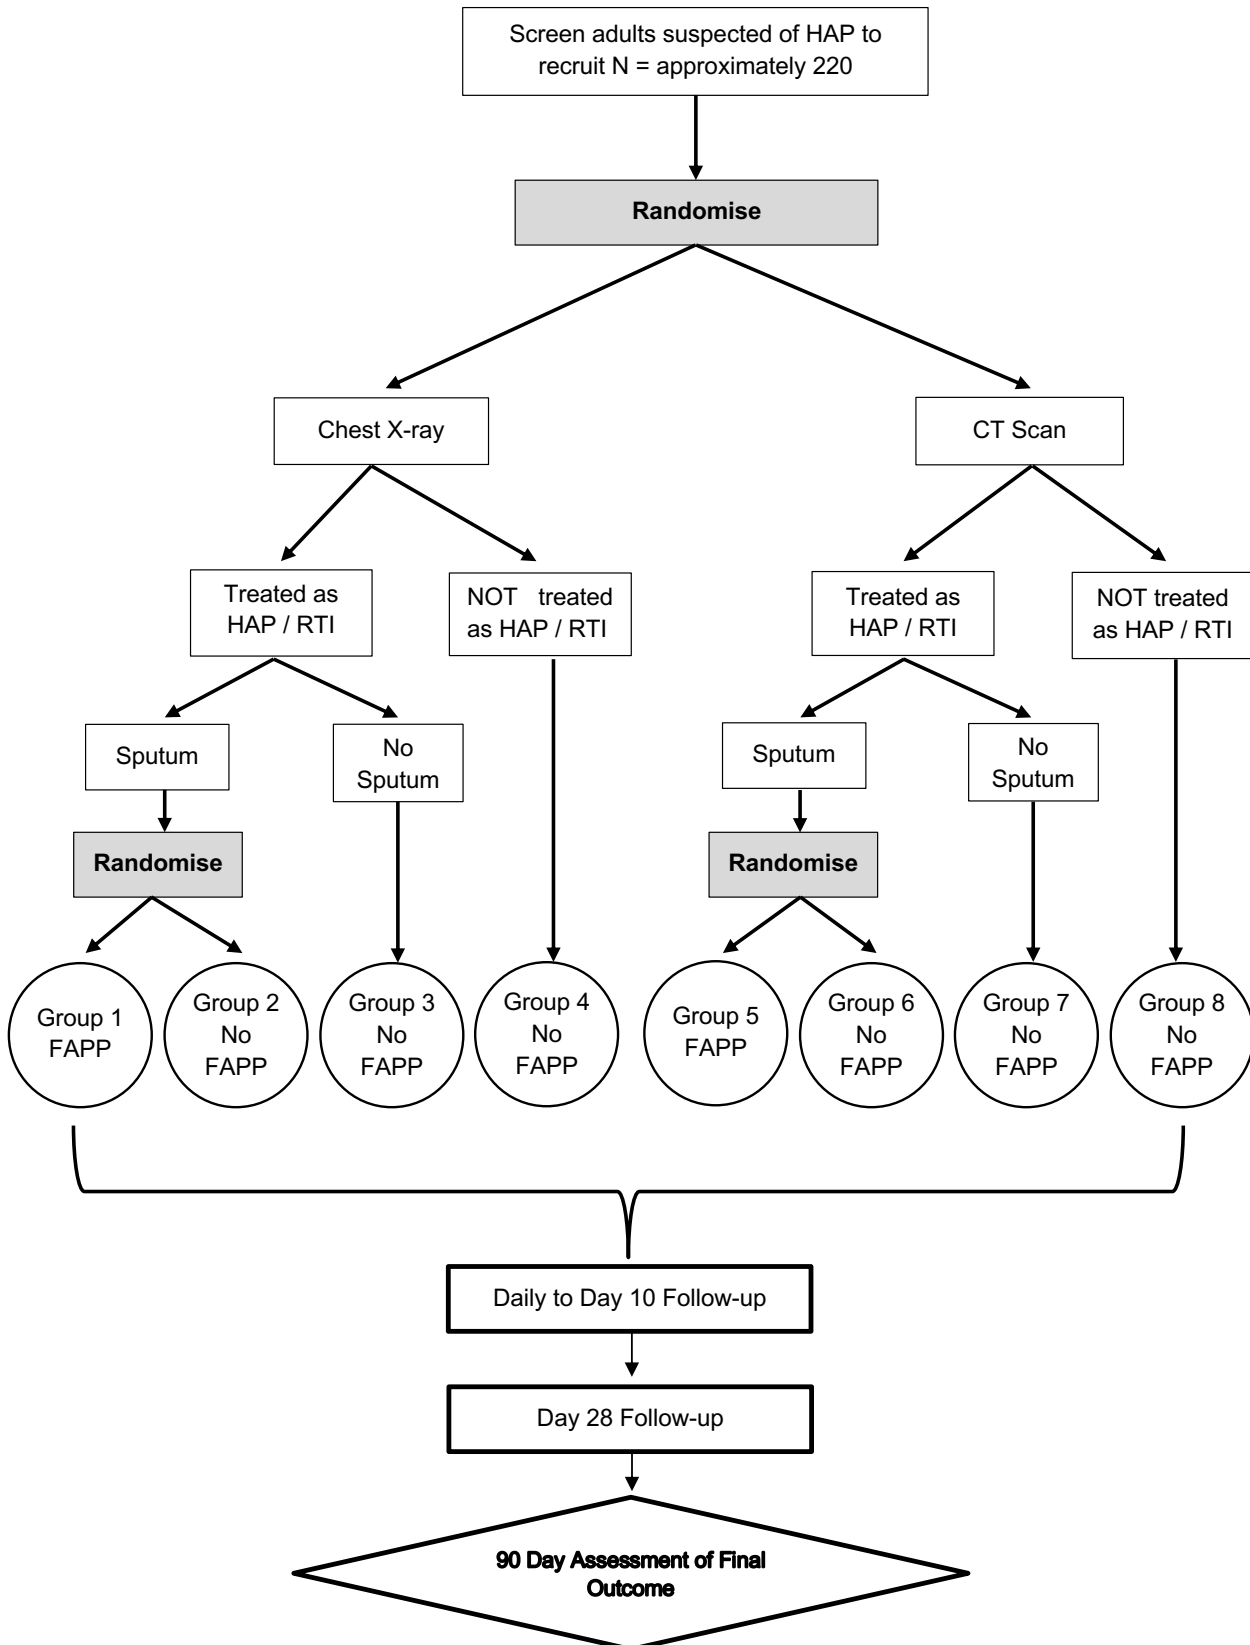 Screen adults suspected of HAP to
recruit N = approximately 220
Randomise
Chest X-ray
CT Scan
Treated as
HAP / RTI
NOT treated
as HAP / RTI
Treated as
HAP / RTI
NOT treated
as HAP / RTI
Sputum
No
Sputum
Sputum
No
Sputum
Randomise
Randomise
Group 1
FAPP
Group 2
No
FAPP
Group 3
No
FAPP
Group 4
No
FAPP
Group 5
FAPP
Group 6
No
FAPP
Group 7
No
FAPP
Group 8
No
FAPP
Daily to Day 10 Follow-up
Day 28 Follow-up
90 Day Assessment of Final
Outcome